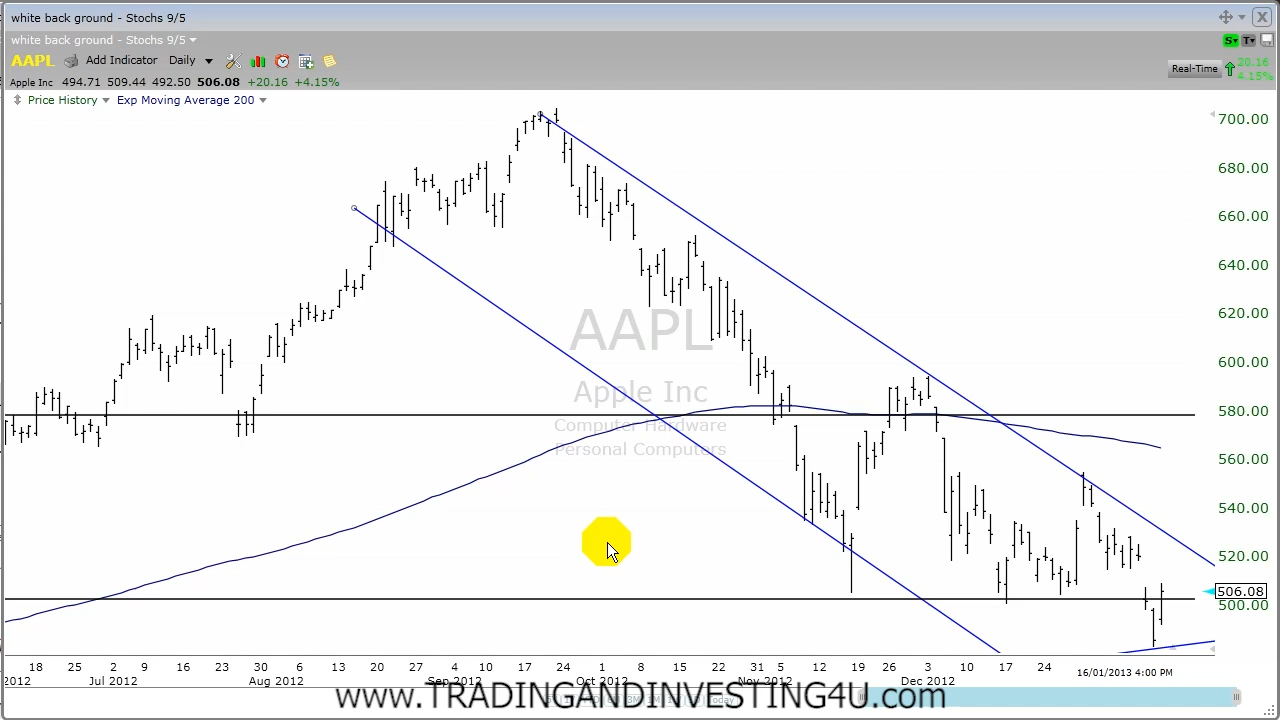 white back ground - Stochs 9/5
white back ground - Stochs 9/5
AAPL Add Indicator Daily
S T
Real-Time 20.16
4.15%
Apple Inc 494.71 509.44 492.50 506.08 +20.16 +4.15%
Price History Exp Moving Average 200
700.00
680.00
660.00
640.00
620.00
600.00
580.00
560.00
540.00
520.00
506.08
500.00
AAPL
Apple Inc
Computer Hardware
Personal Computers
18 25 2 9 16 23 30 6 13 20 27 4 10 17 24 1 8 15 22 31 5 12 19 26 3 10 17 24
2012 Jul 2012 Aug 2012 Sep 2012 Oct 2012 Nov 2012 Dec 2012 16/01/2013 4:00 PM
www.TRADINGANDINVESTING4U.com